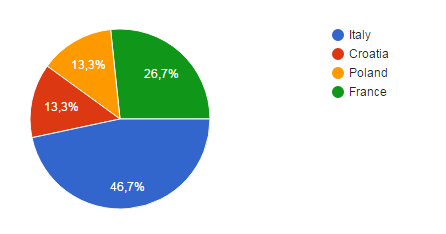 Italy
Croatia
Poland
France
13,3%
26,7%
13,3%
46,7%